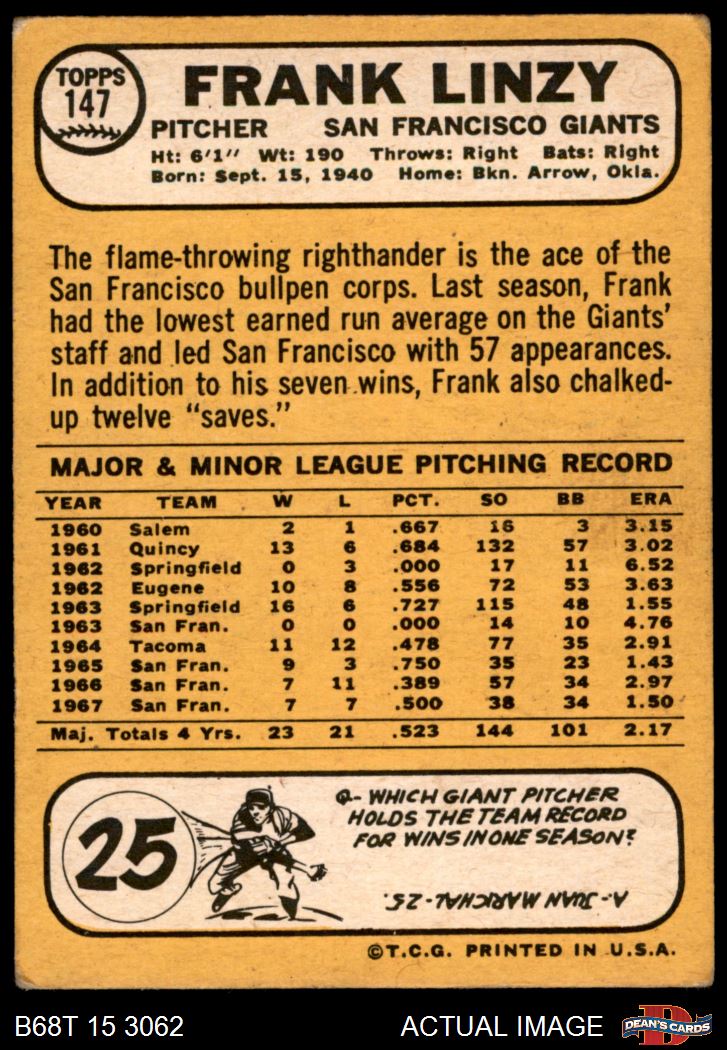 TOPPS
147
FRANK LINZY
PITCHER SAN FRANCISCO GIANTS
Ht: 6'1" Wt: 190 Throws: Right Bats: Right
Born: Sept. 15, 1940 Home: Bkn. Arrow, Okla.
The flame-throwing righthander is the ace of the
San Francisco bullpen corps. Last season, Frank
had the lowest earned run average on the Giants'
staff and led San Francisco with 57 appearances.
In addition to his seven wins, Frank also chalked-
up twelve "saves."
MAJOR & MINOR LEAGUE PITCHING RECORD
YEAR TEAM W L PCT. SO BB ERA
1960 Salem 2 1 .667 16 3 3.15
1961 Quincy 13 6 .684 132 57 3.02
1962 Springfield 0 3 .000 17 11 6.52
1962 Eugene 10 8 .556 72 53 3.63
1963 Springfield 16 6 .727 115 48 1.55
1963 San Fran. 0 0 .000 14 10 4.76
1964 Tacoma 11 12 .478 77 35 2.91
1965 San Fran. 9 3 .750 35 23 1.43
1966 San Fran. 7 11 .389 57 34 2.97
1967 San Fran. 7 7 .500 38 34 1.50
Maj. Totals 4 Yrs. 23 21 .523 144 101 2.17
25
Q- WHICH GIANT PITCHER
HOLDS THE TEAM RECORD
FOR WINS IN ONE SEASON?
A- JUAN MARICHAL - 25.
©T.C.G. PRINTED IN U.S.A.
B68T 15 3062 ACTUAL IMAGE
D
DEAN'S CARDS